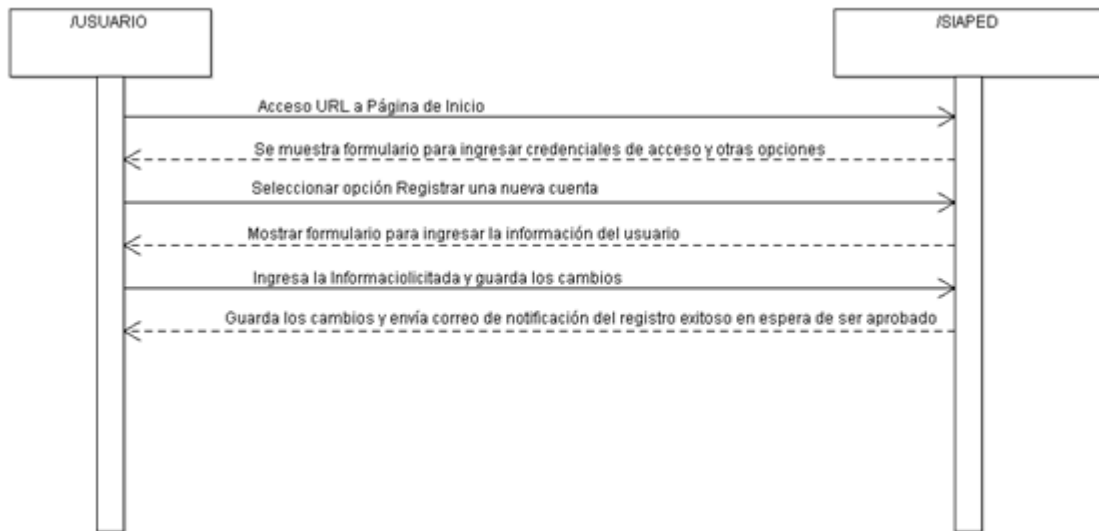 /USUARIO
/SIAPED
Acceso URL a Página de Inicio
Se muestra formulario para ingresar credenciales de acceso y otras opciones
Seleccionar opción Registrar una nueva cuenta
Mostrar formulario para ingresar la información del usuario
Ingresa la Informaciolicitada y guarda los cambios
Guarda los cambios y envía correo de notificación del registro exitoso en espera de ser aprobado